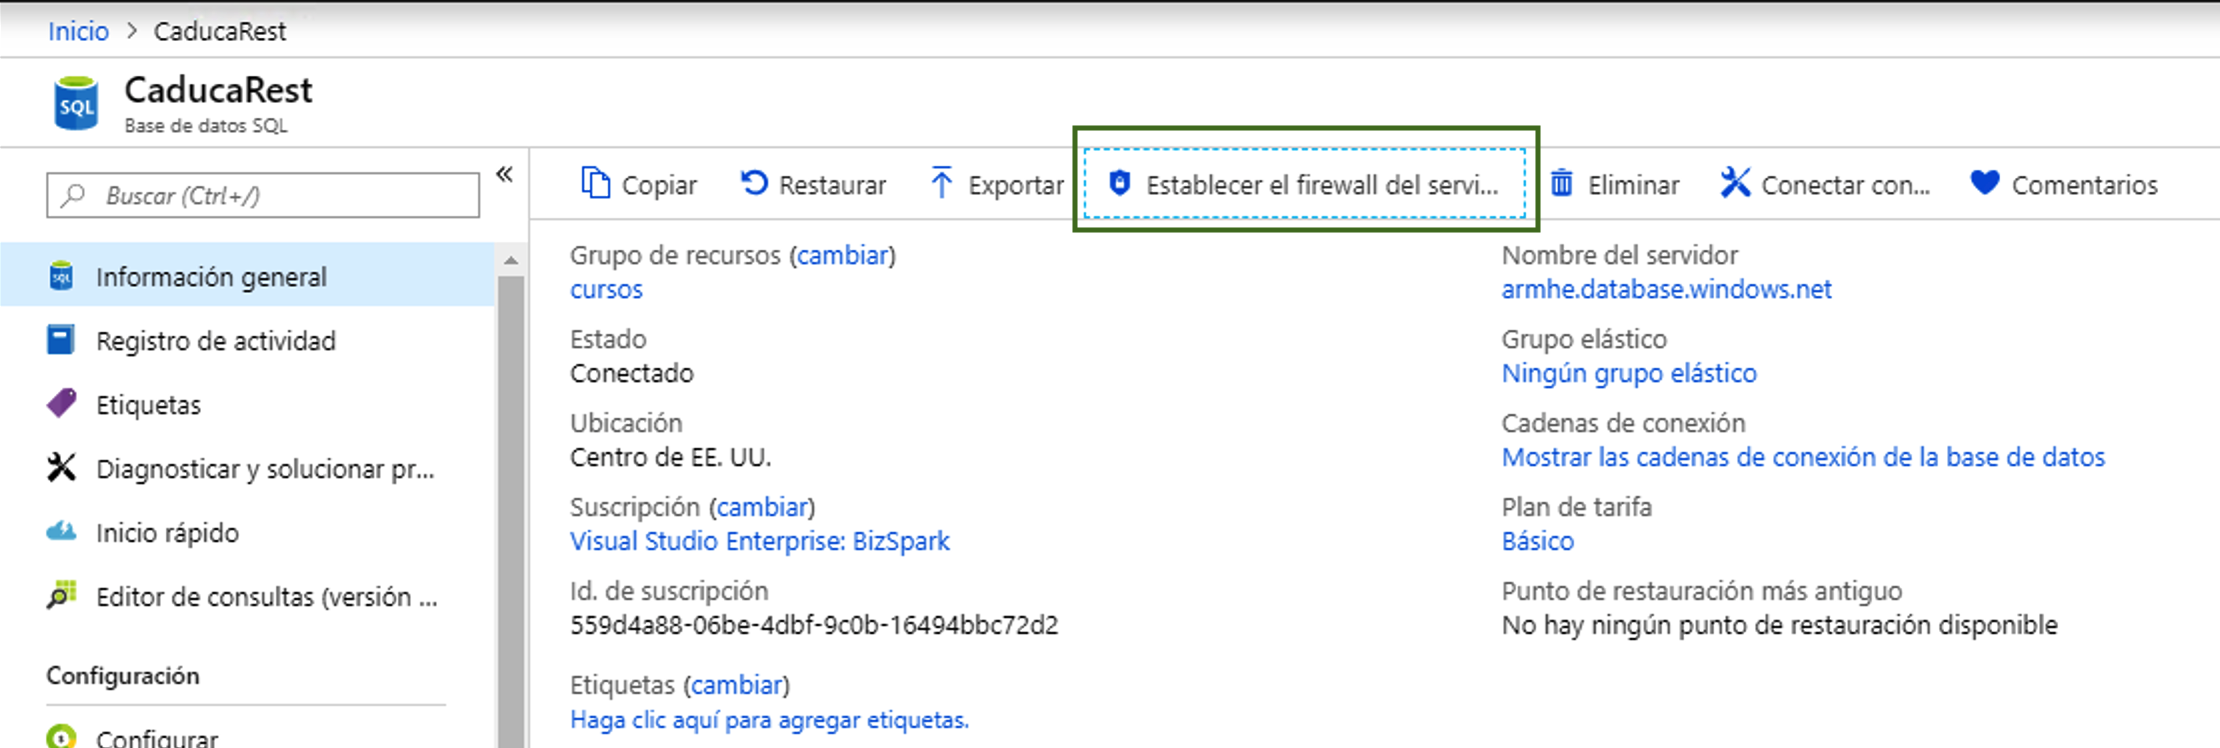 Inicio > CaducaRest
CaducaRest
Base de datos SQL
Buscar (Ctrl+/)
«
Información general
Registro de actividad
Etiquetas
Diagnosticar y solucionar pr...
Inicio rápido
Editor de consultas (versión ...
Configuración
Configurar
Copiar
Restaurar
Exportar
Establecer el firewall del servi...
Eliminar
Conectar con...
Comentarios
Grupo de recursos (cambiar)
cursos
Estado
Conectado
Ubicación
Centro de EE. UU.
Suscripción (cambiar)
Visual Studio Enterprise: BizSpark
Id. de suscripción
559d4a88-06be-4dbf-9c0b-16494bbc72d2
Etiquetas (cambiar)
Haga clic aquí para agregar etiquetas.
Nombre del servidor
armhe.database.windows.net
Grupo elástico
Ningún grupo elástico
Cadenas de conexión
Mostrar las cadenas de conexión de la base de datos
Plan de tarifa
Básico
Punto de restauración más antiguo
No hay ningún punto de restauración disponible